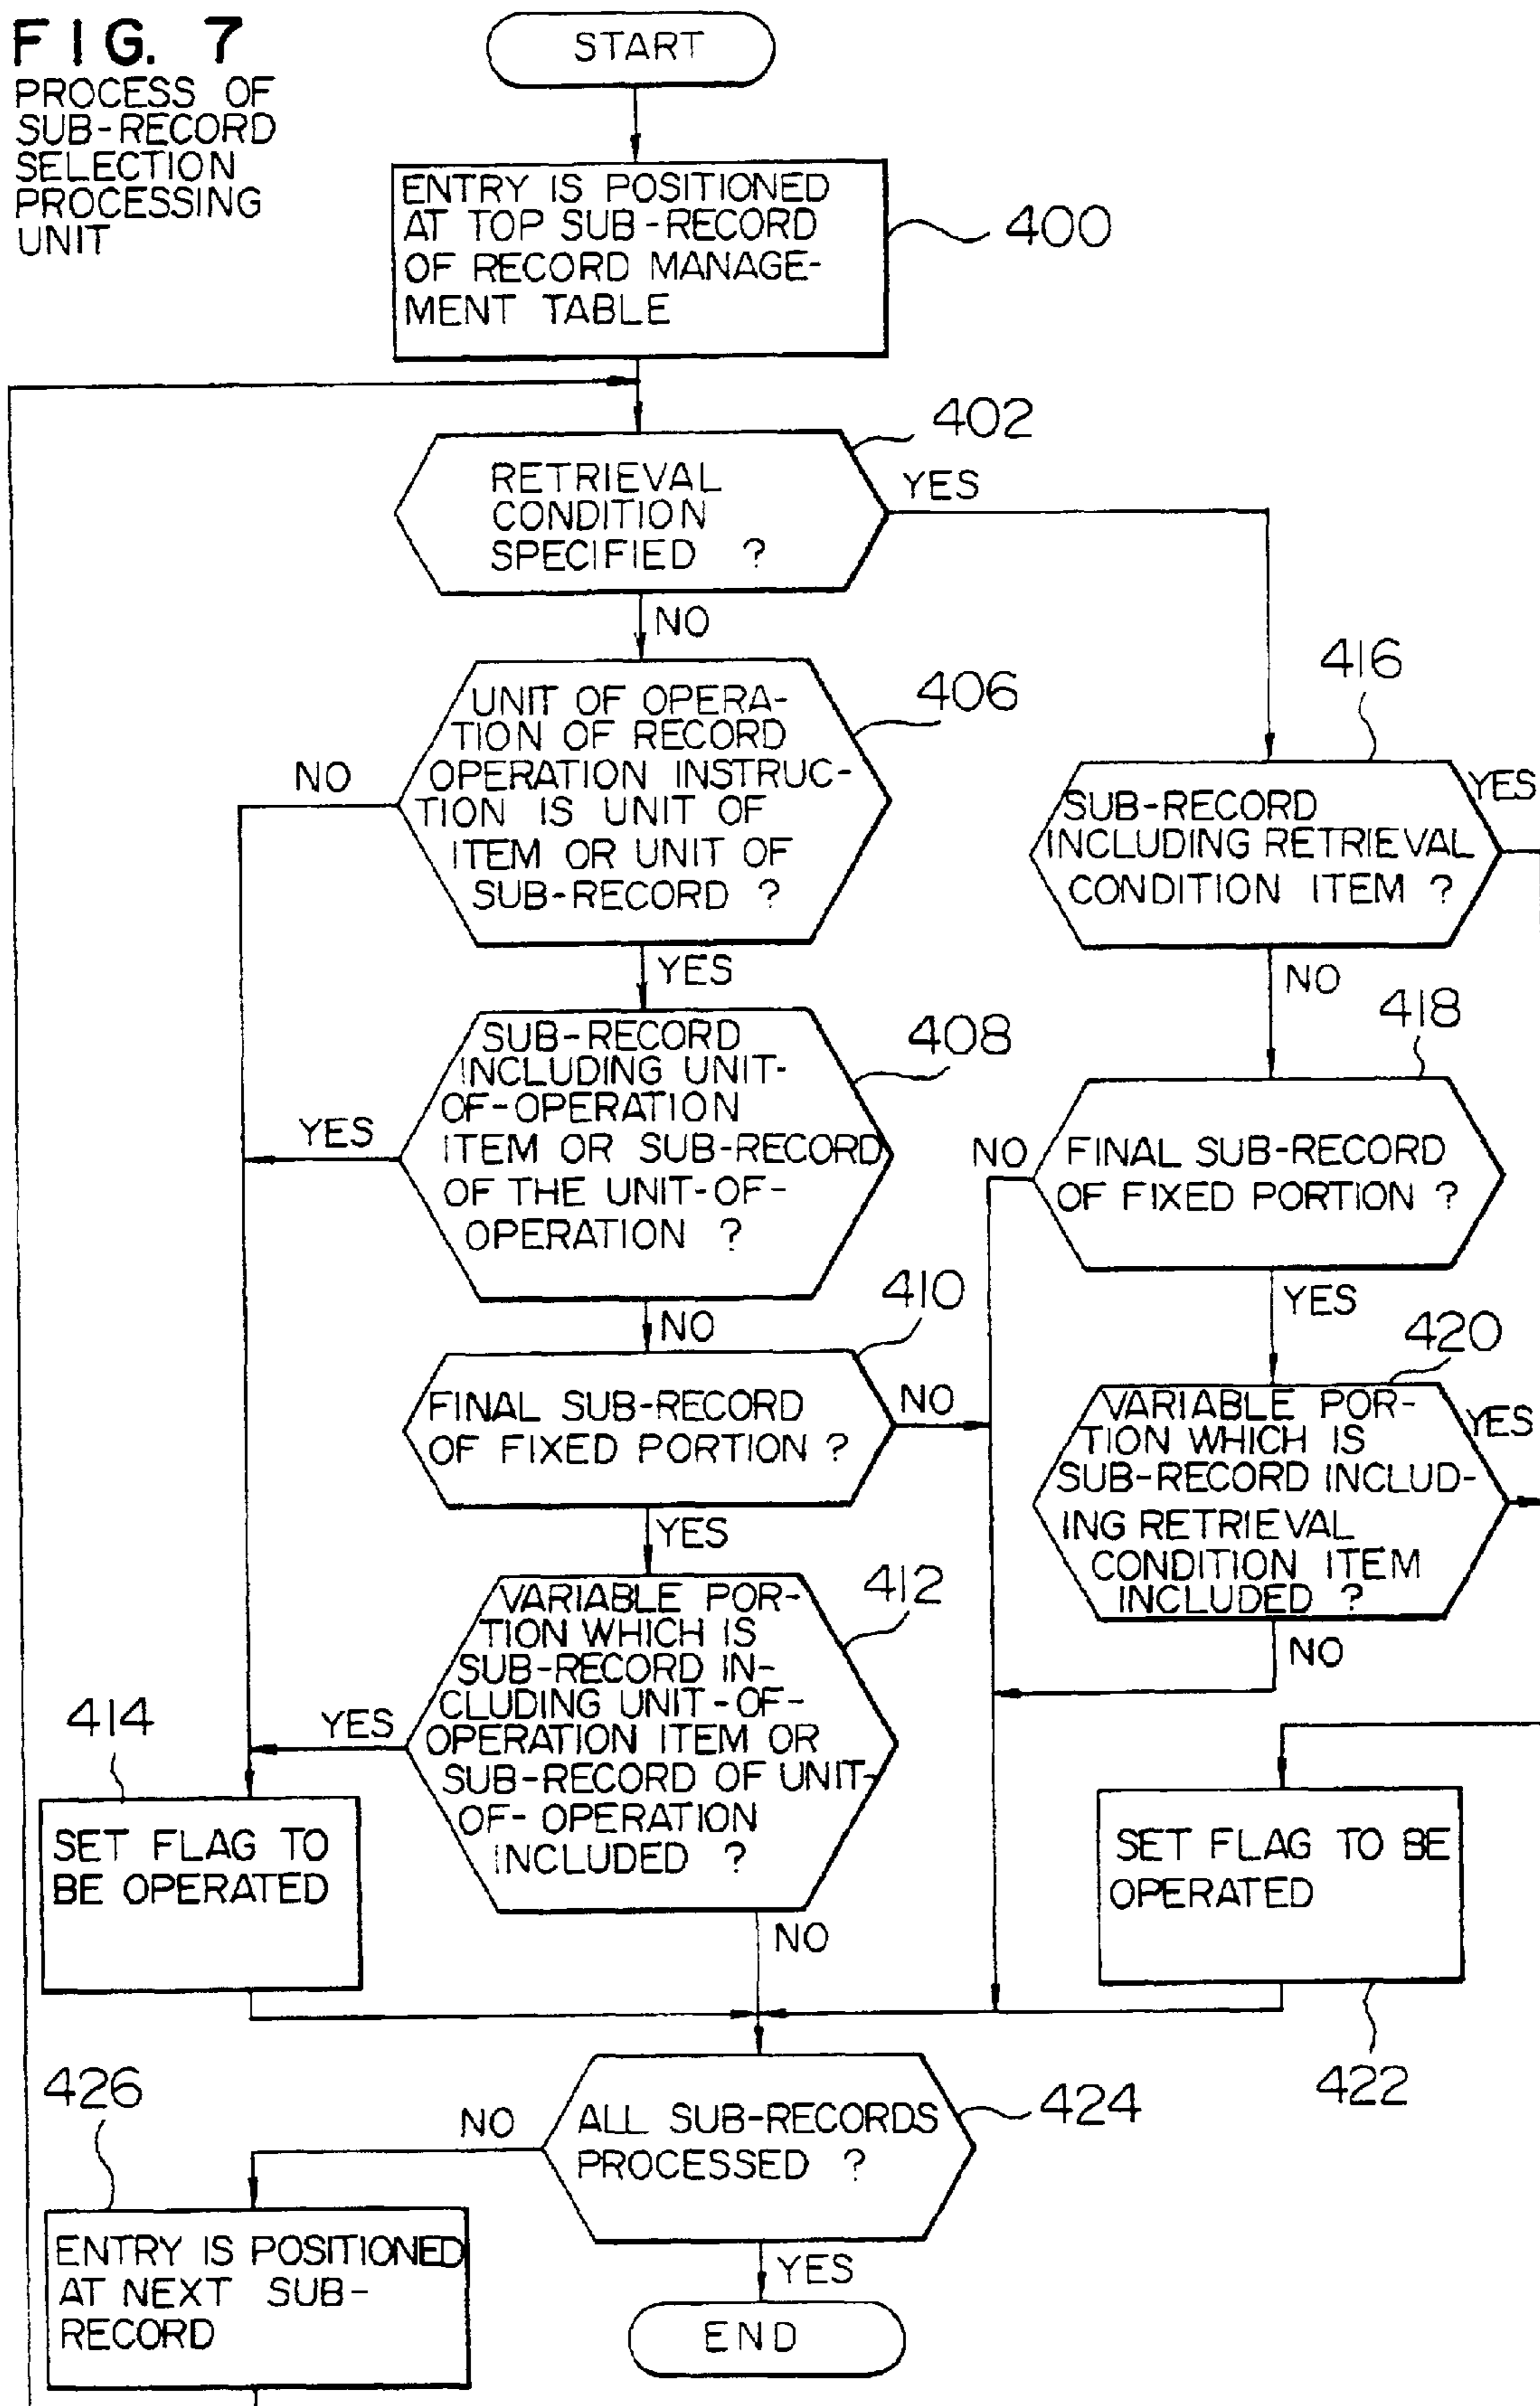 FIG. 7
PROCESS OF
SUB-RECORD
SELECTION
PROCESSING
UNIT
START
ENTRY IS POSITIONED
AT TOP SUB-RECORD
OF RECORD MANAGE-
MENT TABLE
400
402
RETRIEVAL
CONDITION
SPECIFIED ?
YES
NO
406
UNIT OF OPERA-
TION OF RECORD
OPERATION INSTRUC-
TION IS UNIT OF
ITEM OR UNIT OF
SUB-RECORD ?
NO
YES
416
SUB-RECORD
INCLUDING RETRIEVAL
CONDITION ITEM ?
YES
NO
408
SUB-RECORD
INCLUDING UNIT-
OF-OPERATION
ITEM OR SUB-RECORD
OF THE UNIT-OF-
OPERATION ?
YES
NO
418
FINAL SUB-RECORD
OF FIXED PORTION ?
NO
YES
410
FINAL SUB-RECORD
OF FIXED PORTION ?
NO
YES
420
VARIABLE POR-
TION WHICH IS
SUB-RECORD INCLUD-
ING RETRIEVAL
CONDITION ITEM
INCLUDED ?
YES
NO
412
VARIABLE POR-
TION WHICH IS
SUB-RECORD IN-
CLUDING UNIT-OF-
OPERATION ITEM OR
SUB-RECORD OF UNIT-
OF-OPERATION
INCLUDED ?
YES
NO
414
SET FLAG TO
BE OPERATED
SET FLAG TO BE
OPERATED
422
424
ALL SUB-RECORDS
PROCESSED ?
NO
YES
426
ENTRY IS POSITIONED
AT NEXT SUB-
RECORD
END